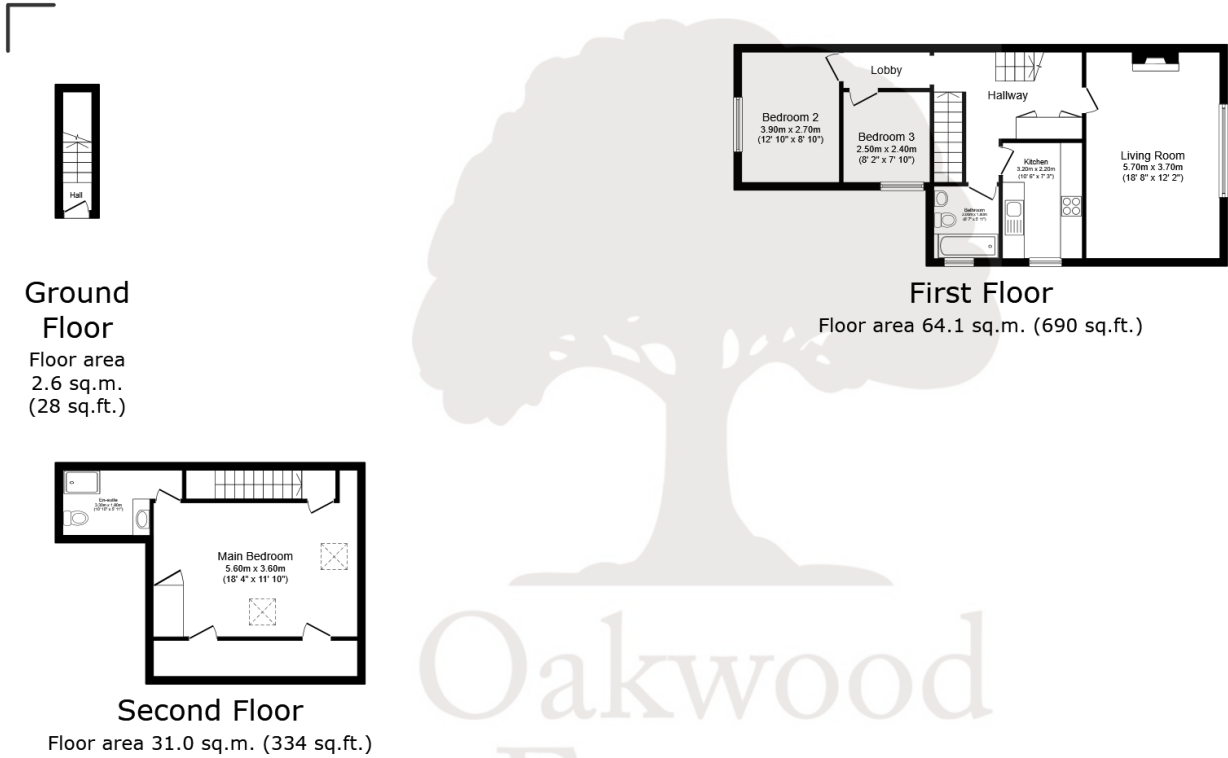 Hall
Ground
Floor
Floor area
2.6 sq.m.
(28 sq.ft.)
Lobby
Hallway
Bedroom 2
3.90m x 2.70m
(12' 10" x 8' 10")
Bedroom 3
2.50m x 2.40m
(8' 2" x 7' 10")
Kitchen
3.20m x 2.20m
(10' 6" x 7' 3")
Living Room
5.70m x 3.70m
(18' 8" x 12' 2")
Bathroom
First Floor
Floor area 64.1 sq.m. (690 sq.ft.)
En-suite
Main Bedroom
5.60m x 3.60m
(18' 4" x 11' 10")
Second Floor
Floor area 31.0 sq.m. (334 sq.ft.)
Oakwood